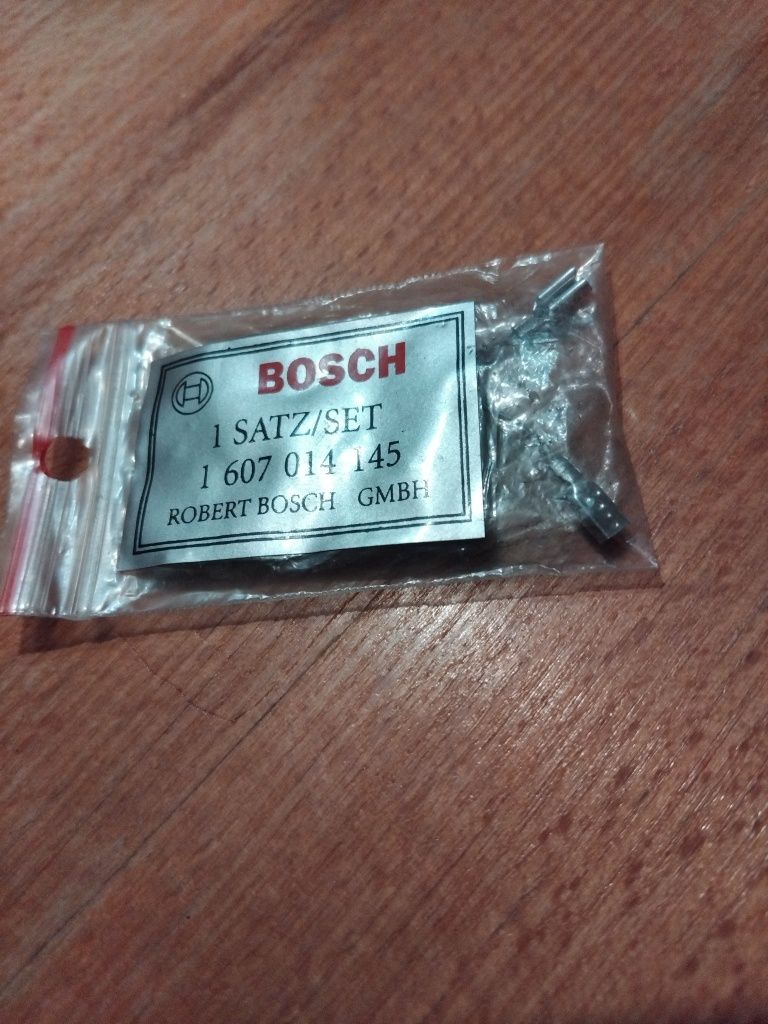 BOSCH
1 SATZ/SET
1 607 014 145
ROBERT BOSCH GMBH